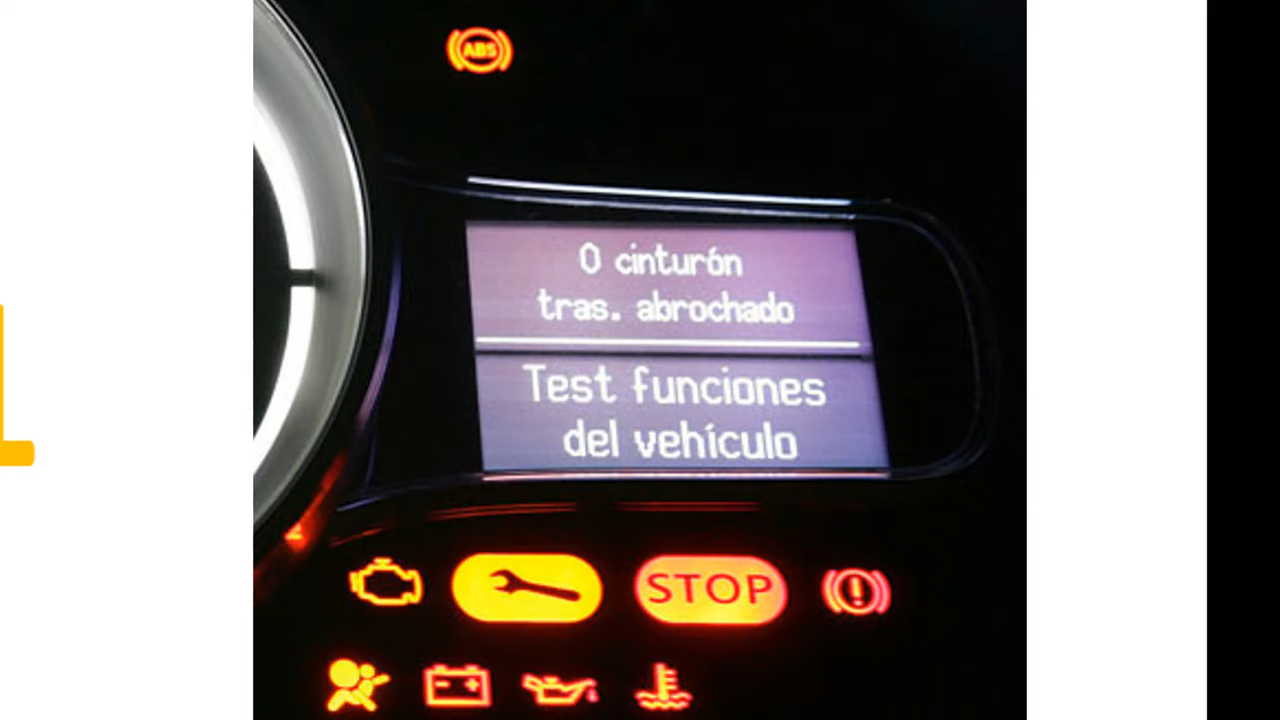 ABS
0 cinturón
tras. abrochado
Test funciones
del vehículo
STOP